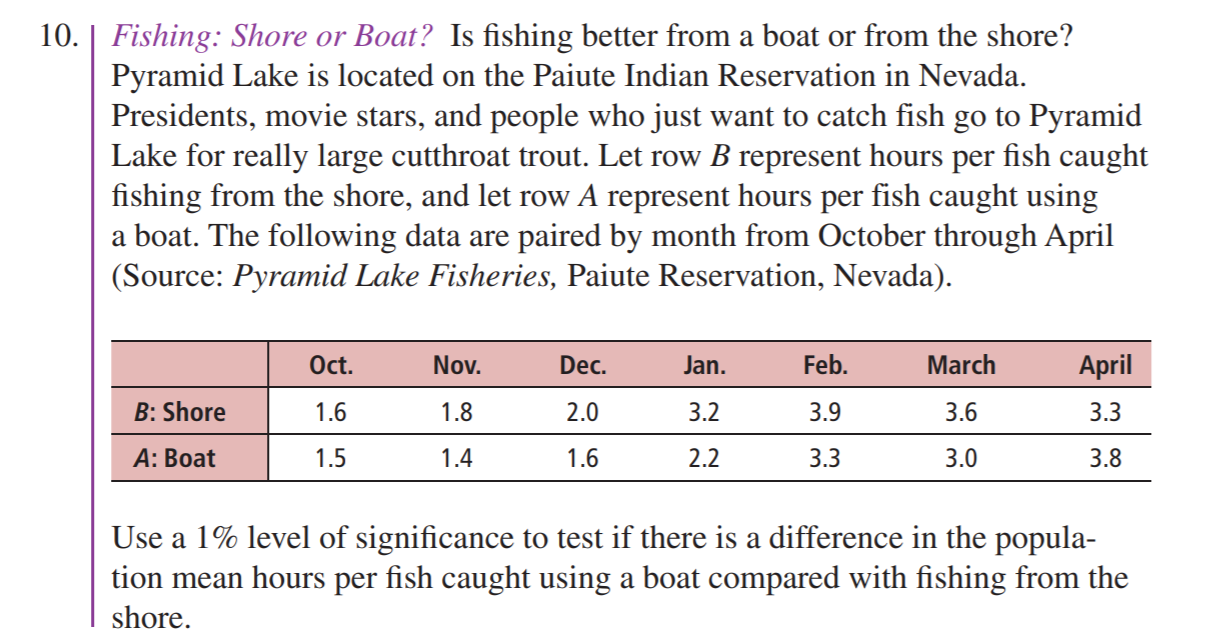 10. Fishing: Shore or Boat? Is fishing better from a boat or from the shore?
Pyramid Lake is located on the Paiute Indian Reservation in Nevada.
Presidents, movie stars, and people who just want to catch fish go to Pyramid
Lake for really large cutthroat trout. Let row B represent hours per fish caught
fishing from the shore, and let row A represent hours per fish caught using
a boat. The following data are paired by month from October through April
(Source: Pyramid Lake Fisheries, Paiute Reservation, Nevada).
Oct. Nov. Dec. Jan. Feb. March April
B: Shore 1.6 1.8 2.0 3.2 3.9 3.6 3.3
A: Boat 1.5 1.4 1.6 2.2 3.3 3.0 3.8
Use a 1% level of significance to test if there is a difference in the popula-
tion mean hours per fish caught using a boat compared with fishing from the
shore.